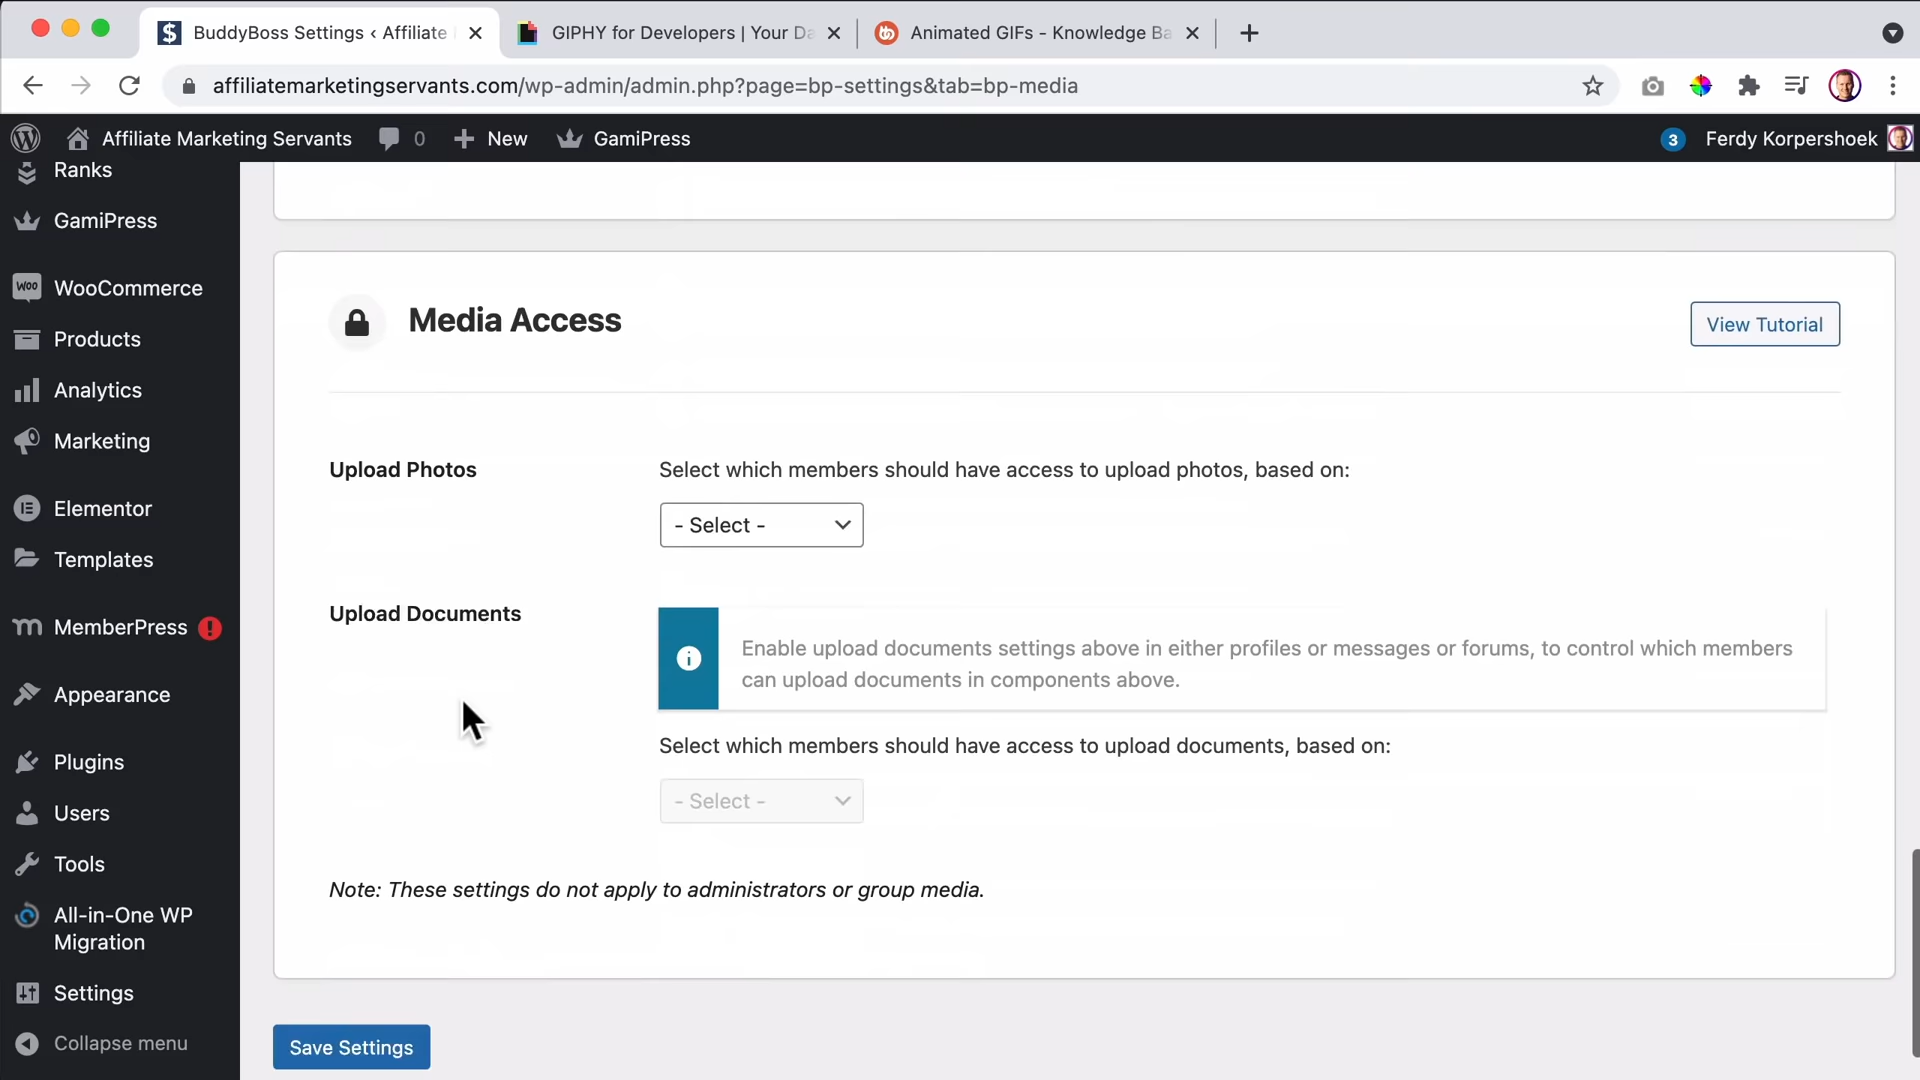 BuddyBoss Settings ‹ Affiliate
GIPHY for Developers | Your Da
Animated GIFs - Knowledge Ba
affiliatemarketingservants.com/wp-admin/admin.php?page=bp-settings&tab=bp-media
Affiliate Marketing Servants
0
New
GamiPress
3
Ferdy Korpershoek
Ranks
GamiPress
WooCommerce
Products
Analytics
Marketing
Elementor
Templates
MemberPress
Appearance
Plugins
Users
Tools
All-in-One WP
Migration
Settings
Collapse menu
Media Access
View Tutorial
Upload Photos
Select which members should have access to upload photos, based on:
- Select -
Upload Documents
Enable upload documents settings above in either profiles or messages or forums, to control which members
can upload documents in components above.
Select which members should have access to upload documents, based on:
- Select -
Note: These settings do not apply to administrators or group media.
Save Settings